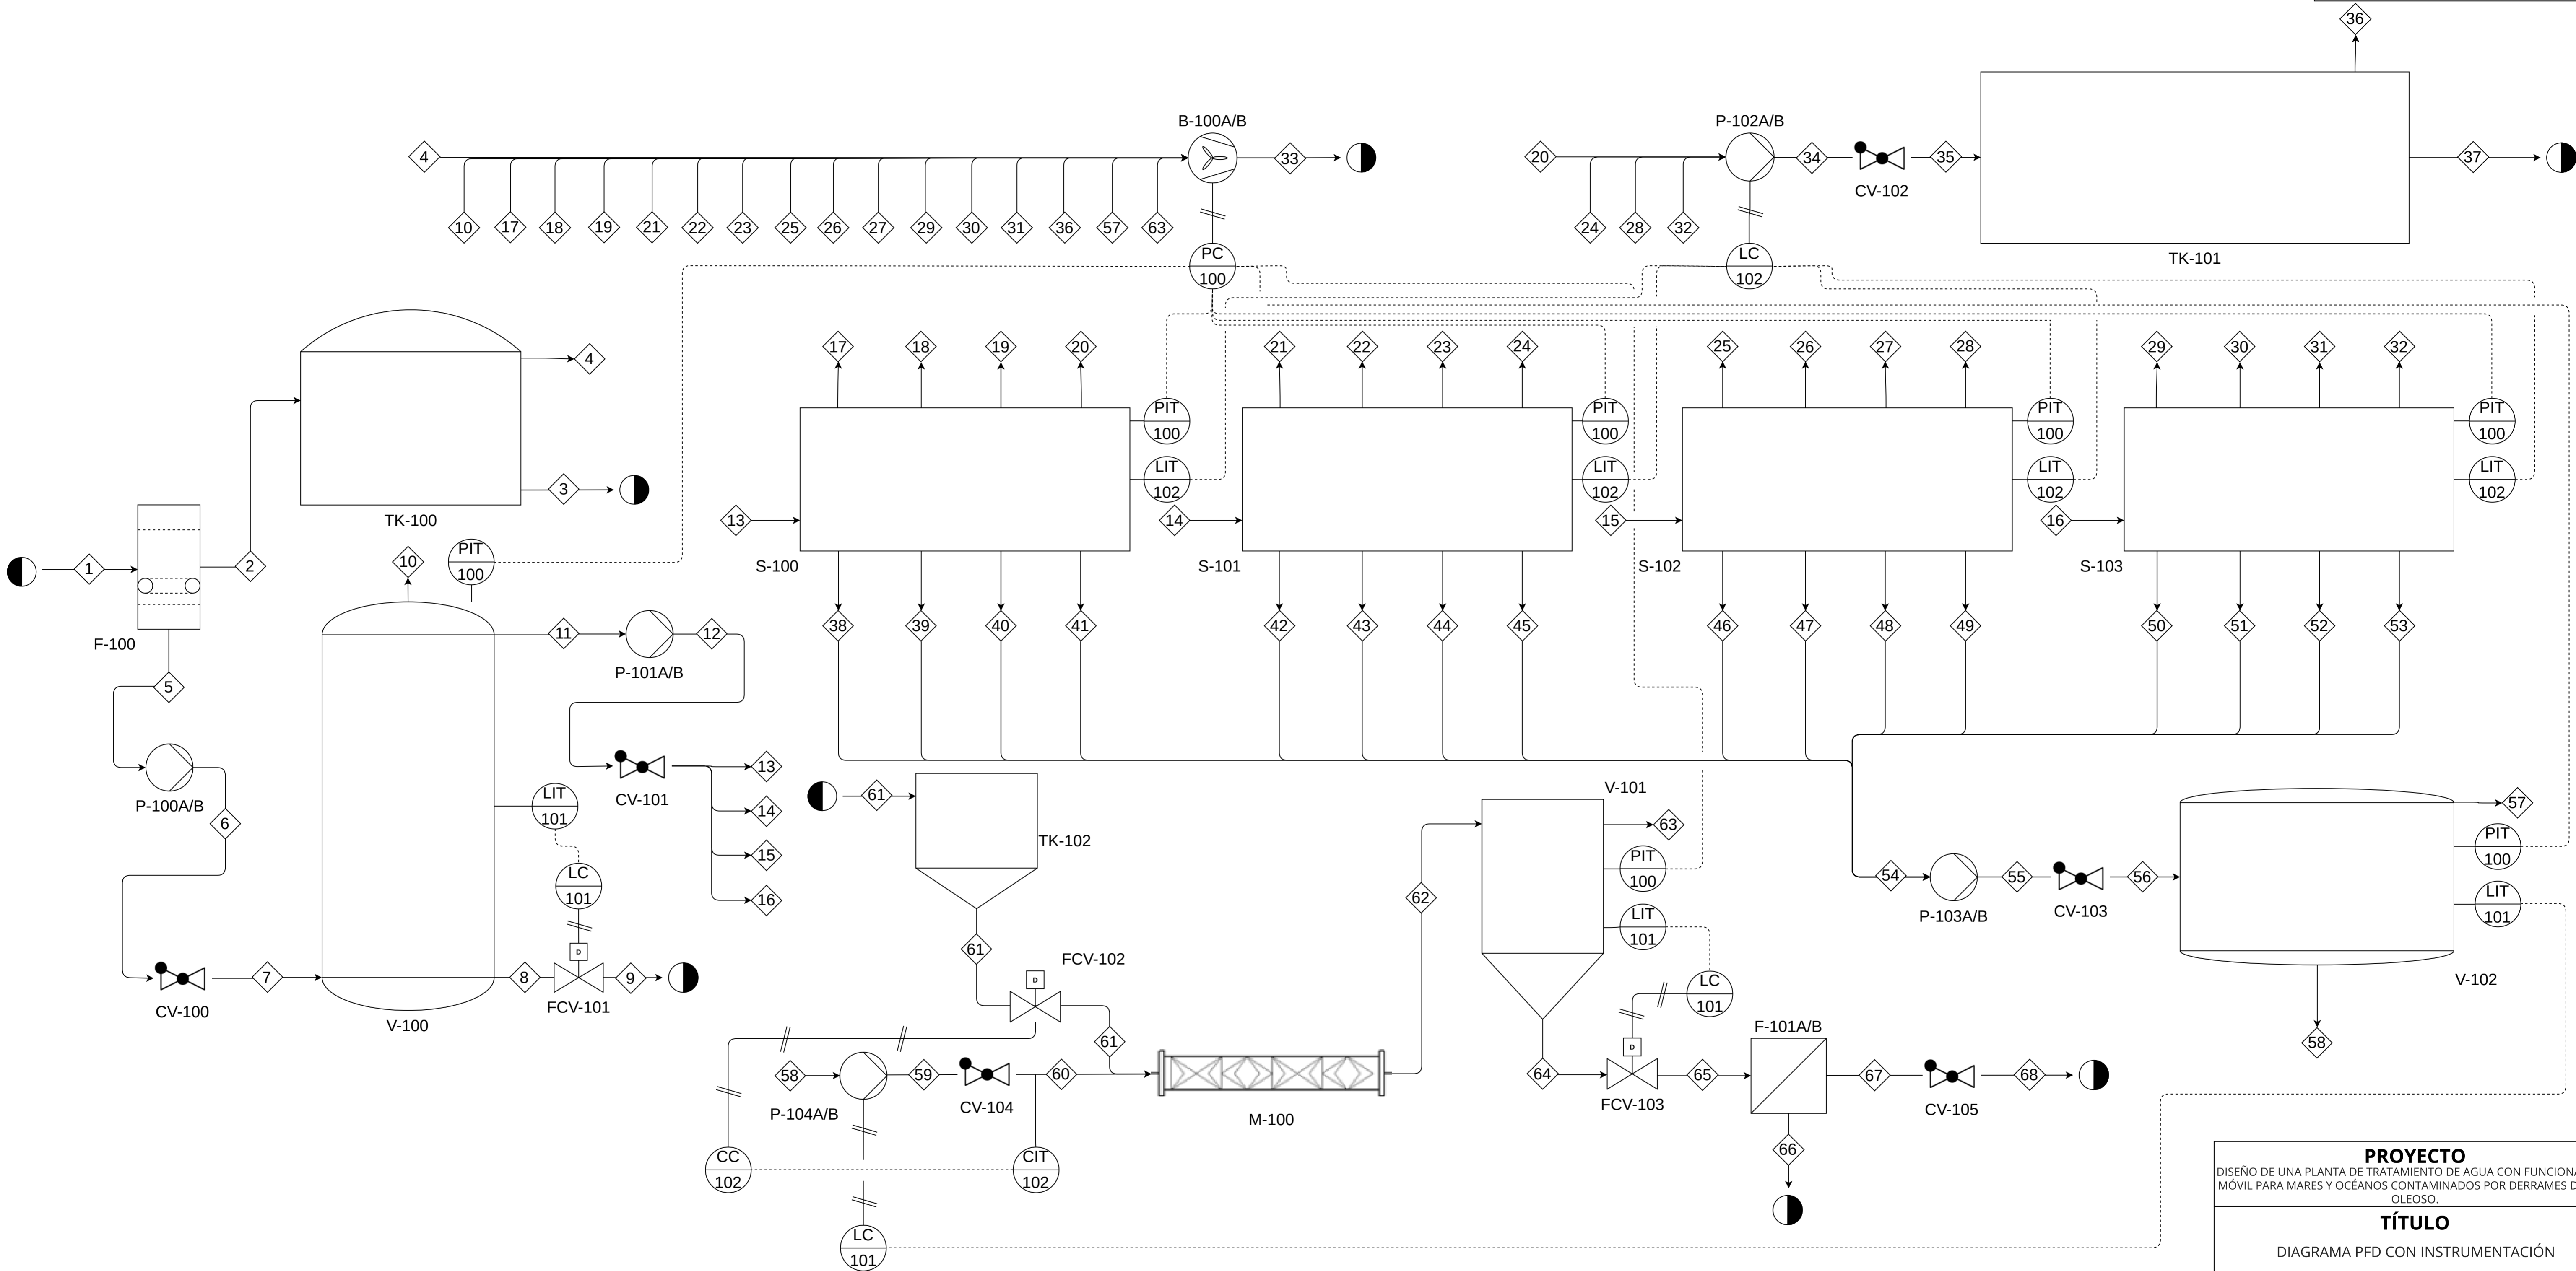 36
B-100A/B
P-102A/B
4
33
20
34
35
37
CV-102
10
17
18
19
21
22
23
25
26
27
29
30
31
36
57
63
24
28
32
PC
100
LC
102
TK-101
17
18
19
20
21
22
23
24
25
26
27
28
29
30
31
32
4
PIT
100
PIT
100
PIT
100
PIT
100
LIT
102
LIT
102
LIT
102
LIT
102
3
TK-100
13
14
15
16
PIT
100
10
1
2
S-100
S-101
S-102
S-103
F-100
11
12
38
39
40
41
42
43
44
45
46
47
48
49
50
51
52
53
P-101A/B
5
P-100A/B
6
CV-101
13
14
15
16
LIT
101
LC
101
61
TK-102
V-101
63
PIT
100
LIT
101
62
54
55
56
P-103A/B
CV-103
57
PIT
100
LIT
101
V-102
58
7
CV-100
8
9
D
FCV-101
V-100
61
FCV-102
D
61
58
59
60
P-104A/B
CV-104
M-100
LC
101
D
64
FCV-103
65
F-101A/B
67
CV-105
68
66
CC
102
CIT
102
LC
101
PROYECTO
DISEÑO DE UNA PLANTA DE TRATAMIENTO DE AGUA CON
MÓVIL PARA MARES Y OCÉANOS CONTAMINADOS POR DERRAMES
OLEOSO.
TÍTULO
DIAGRAMA PFD CON INSTRUMENTACIÓN